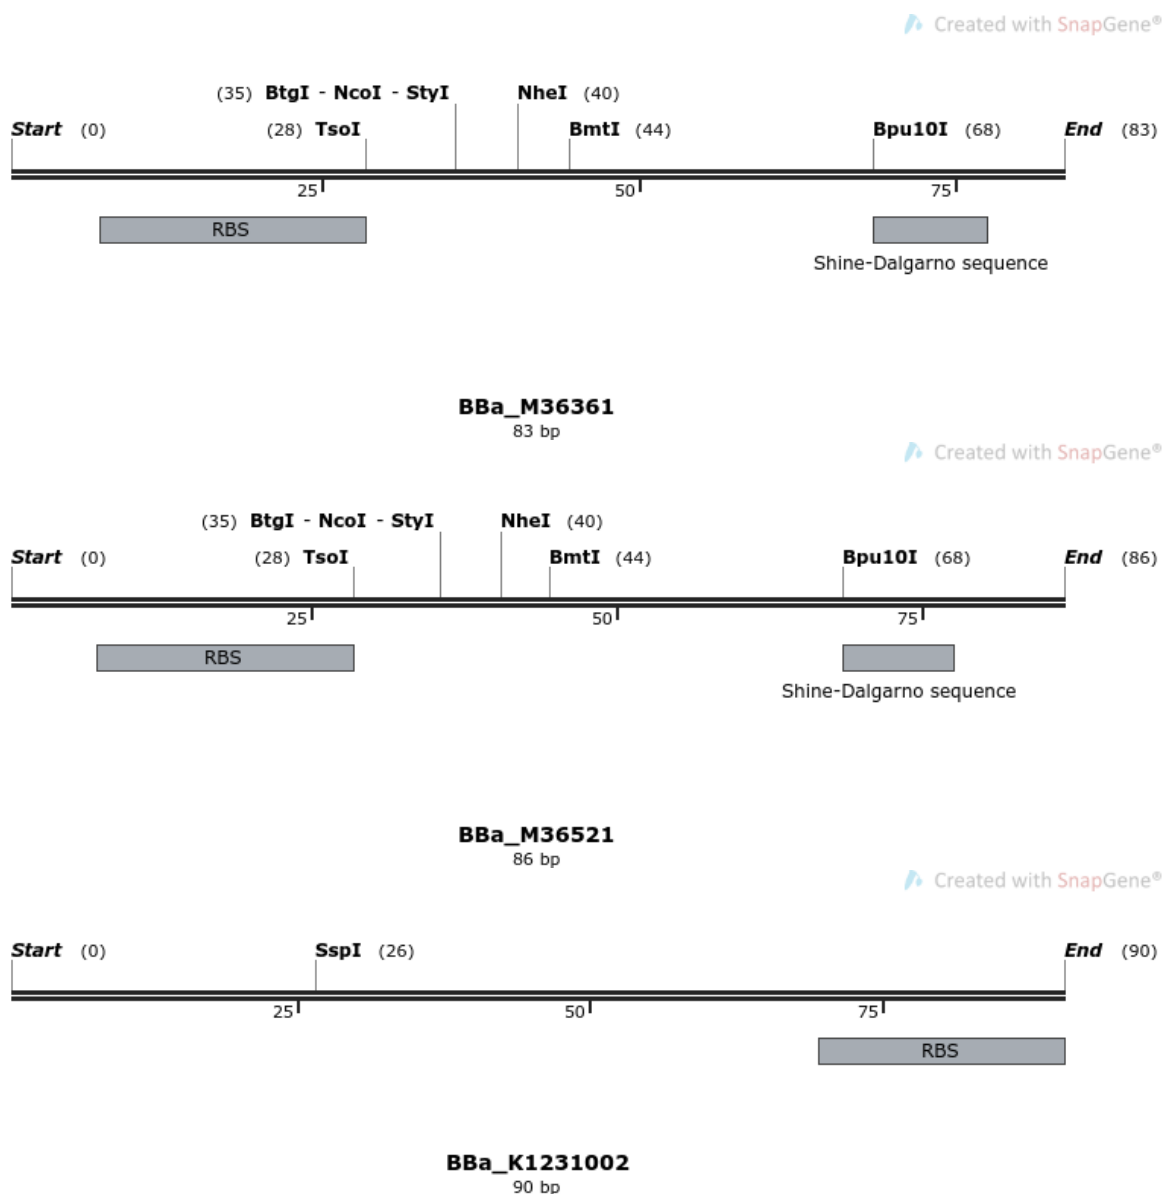 Created with SnapGene®
(35) BtgI - NcoI - StyI NheI (40)
Start (0) (28) TsoI BmtI (44) Bpu10I (68) End (83)
25 50 75
RBS
Shine-Dalgarno sequence
BBa_M36361
83 bp
Created with SnapGene®
(35) BtgI - NcoI - StyI NheI (40)
Start (0) (28) TsoI BmtI (44) Bpu10I (68) End (86)
25 50 75
RBS
Shine-Dalgarno sequence
BBa_M36521
86 bp
Created with SnapGene®
Start (0) SspI (26) End (90)
25 50 75
RBS
BBa_K1231002
90 bp